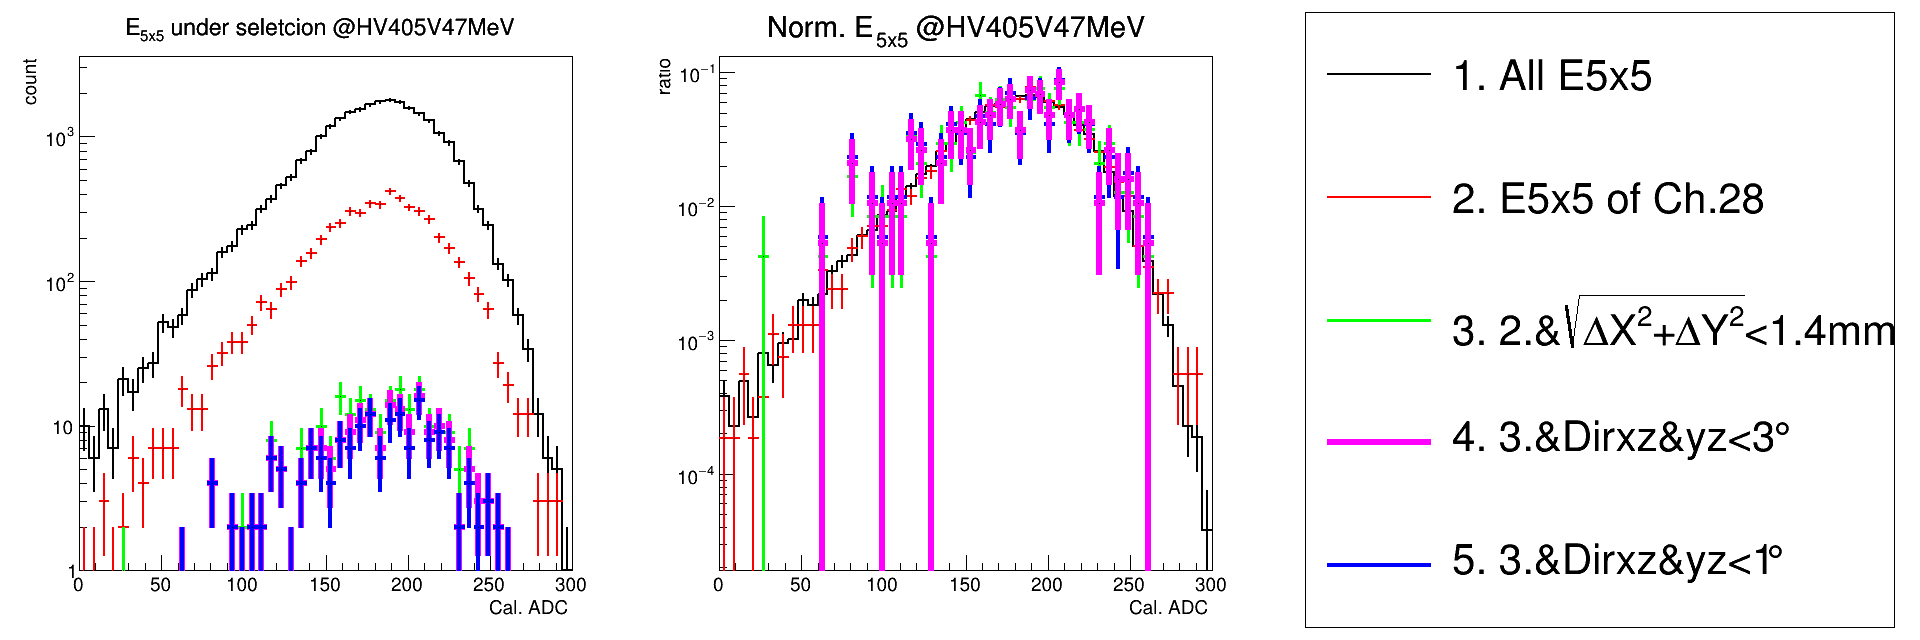 E5x5 under seletcion @HV405V47MeV
count
10³
10²
10
1
0 50 100 150 200 250 300
Cal. ADC
Norm. E5x5 @HV405V47MeV
ratio
10⁻¹
10⁻²
10⁻³
10⁻⁴
0 50 100 150 200 250 300
Cal. ADC
1. All E5x5
2. E5x5 of Ch.28
3. 2.&√ΔX²+ΔY²<1.4mm
4. 3.&Dirxz&yz<3°
5. 3.&Dirxz&yz<1°